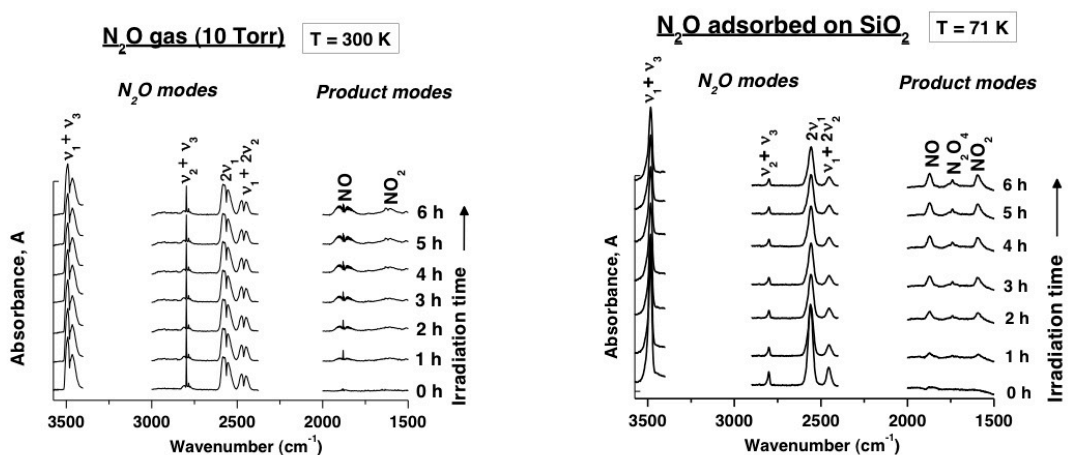 N₂O gas (10 Torr) T = 300 K
N₂O modes Product modes
ν₁ + ν₃
ν₂ + ν₃
2ν₁
ν₁ + 2ν₂
NO
NO₂
6 h
5 h
4 h
3 h
2 h
1 h
0 h
Absorbance, A
Irradiation time
3500 3000 2500 2000 1500
Wavenumber (cm⁻¹)
N₂O adsorbed on SiO₂ T = 71 K
N₂O modes Product modes
ν₁ + ν₃
ν₂ + ν₃
2ν₁
ν₁ + 2ν₂
NO
N₂O₄
NO₂
6 h
5 h
4 h
3 h
2 h
1 h
0 h
Absorbance, A
Irradiation time
3500 3000 2500 2000 1500
Wavenumber (cm⁻¹)